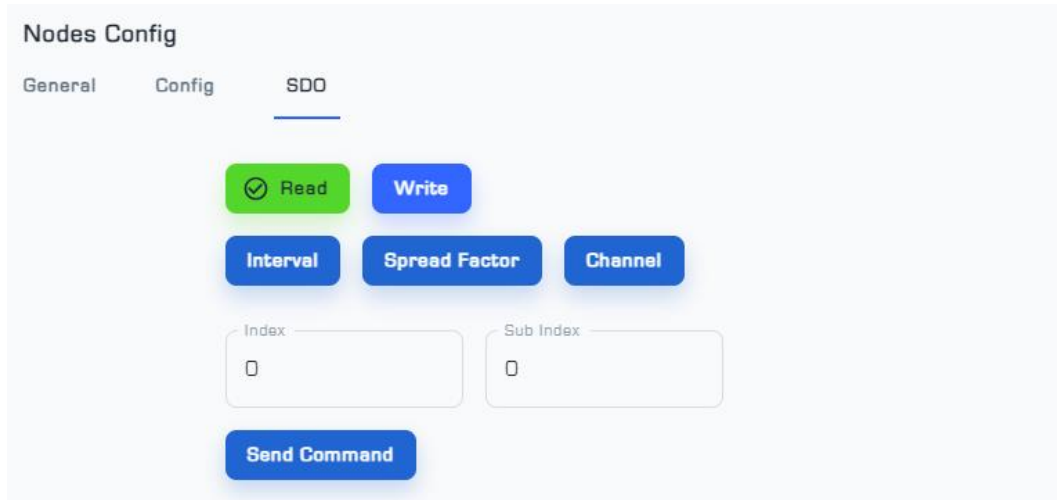 Nodes Config
General Config SDO
Read Write
Interval Spread Factor Channel
Index Sub Index
0 0
Send Command